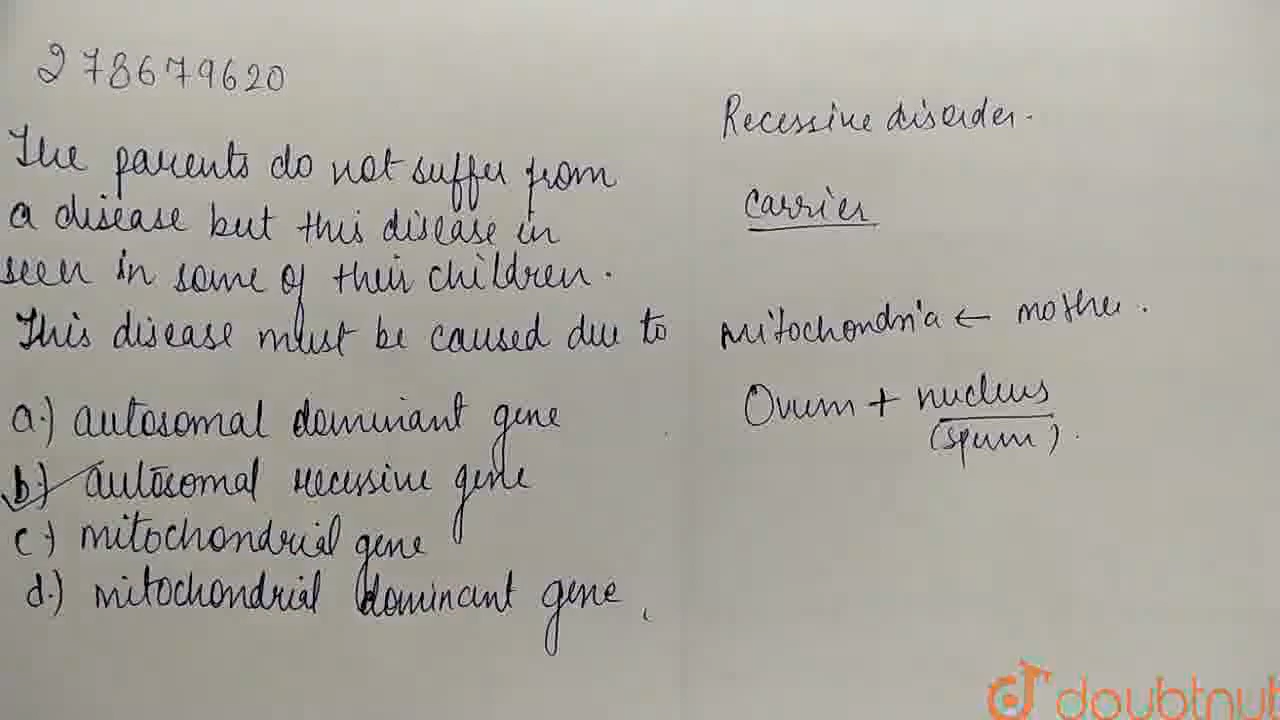 278679620
The parents do not suffer from
a disease but this disease in
seen in some of their children.
This disease must be caused due to
a.) autosomal dominant gene
b.) autosomal recessive gene
c.) mitochondrial gene
d.) mitochondrial dominant gene.
Recessive disorder.
carrier
Mitochondria ← mother.
Ovum + nucleus
(sperm).
doubtnut